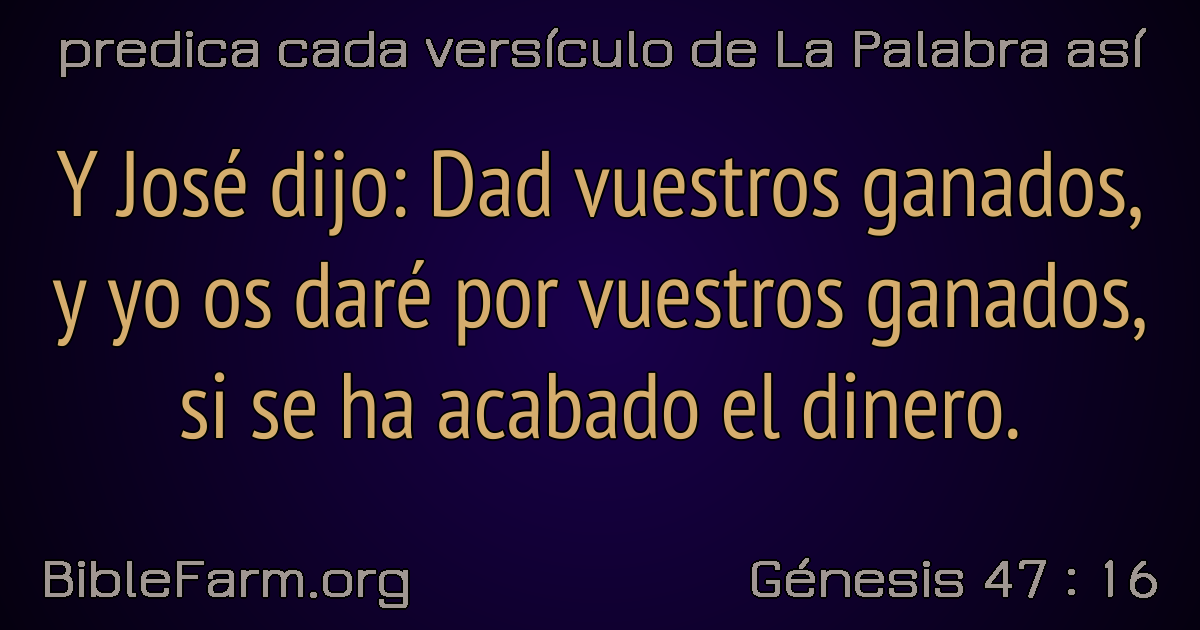 predica cada versículo de La Palabra así
Y José dijo: Dad vuestros ganados,
y yo os daré por vuestros ganados,
si se ha acabado el dinero.
BibleFarm.org
Génesis 47 : 16